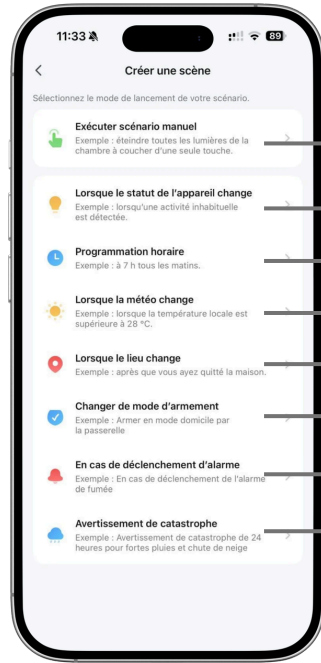 11:33
89
Créer une scène
Sélectionnez le mode de lancement de votre scénario.
Exécuter scénario manuel
Exemple : éteindre toutes les lumières de la
chambre à coucher d'une seule touche.
Lorsque le statut de l'appareil change
Exemple : lorsqu'une activité inhabituelle
est détectée.
Programmation horaire
Exemple : à 7 h tous les matins.
Lorsque la météo change
Exemple : lorsque la température locale est
supérieure à 28 °C.
Lorsque le lieu change
Exemple : après que vous ayez quitté la maison.
Changer de mode d'armement
Exemple : Armer en mode domicile par
la passerelle
En cas de déclenchement d'alarme
Exemple : En cas de déclenchement de l'alarme
de fumée
Avertissement de catastrophe
Exemple : Avertissement de catastrophe de 24
heures pour fortes pluies et chute de neige